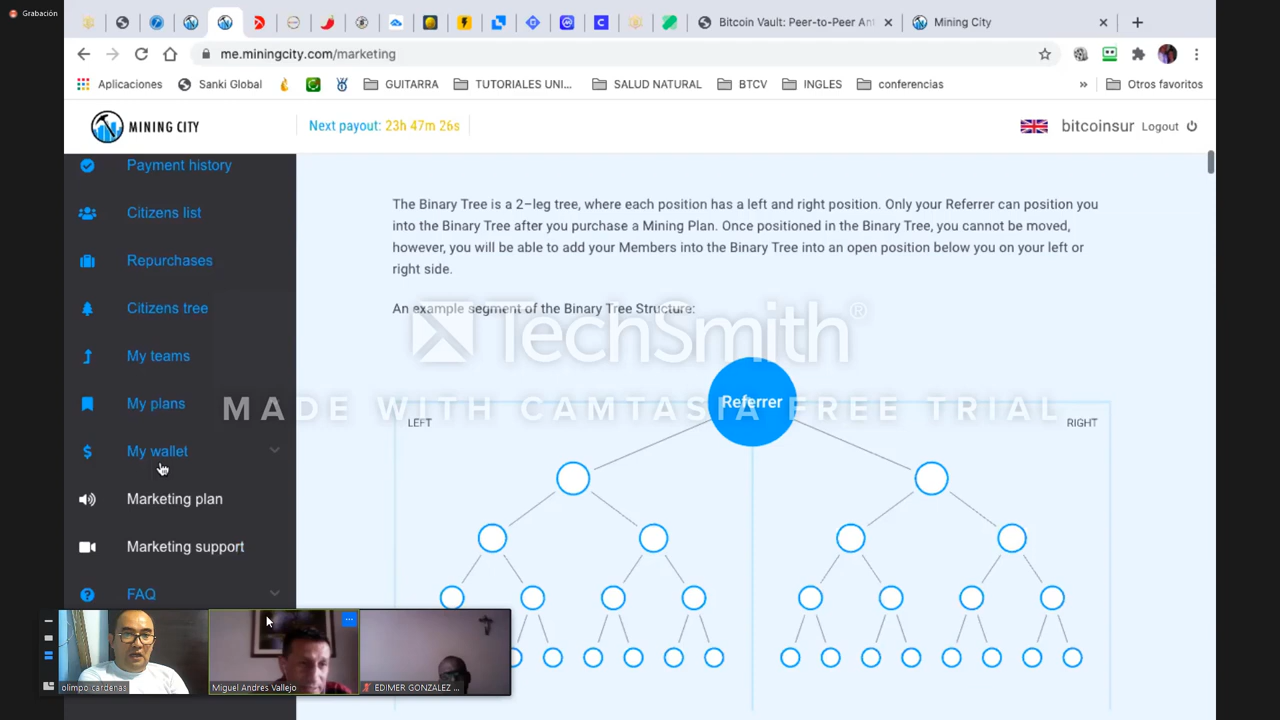 Grabación
Bitcoin Vault: Peer-to-Peer Ant
Mining City
me.miningcity.com/marketing
Aplicaciones
Sanki Global
GUITARRA
TUTORIALES UNI...
SALUD NATURAL
BTCV
INGLES
conferencias
»
Otros favoritos
MINING CITY
Next payout: 23h 47m 26s
bitcoinsur
Logout
Payment history
Citizens list
Repurchases
Citizens tree
My teams
My plans
My wallet
Marketing plan
Marketing support
FAQ
The Binary Tree is a 2–leg tree, where each position has a left and right position. Only your Referrer can position you
into the Binary Tree after you purchase a Mining Plan. Once positioned in the Binary Tree, you cannot be moved,
however, you will be able to add your Members into the Binary Tree into an open position below you on your left or
right side.
An example segment of the Binary Tree Structure:
TechSmith®
MADE WITH CAMTASIA FREE TRIAL
Referrer
LEFT
RIGHT
olimpo cardenas
Miguel Andres Vallejo
EDIMER GONZALEZ ...